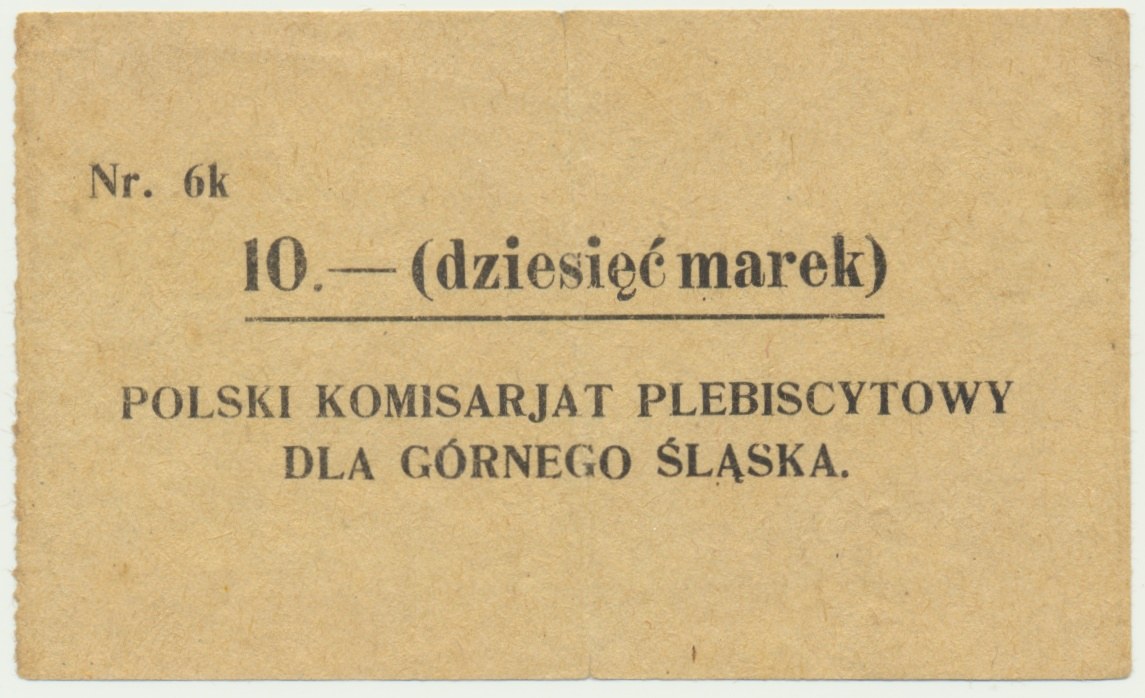 Nr. 6k
10.— (dziesięć marek)
POLSKI KOMISARJAT PLEBISCYTOWY
DLA GÓRNEGO ŚLĄSKA.